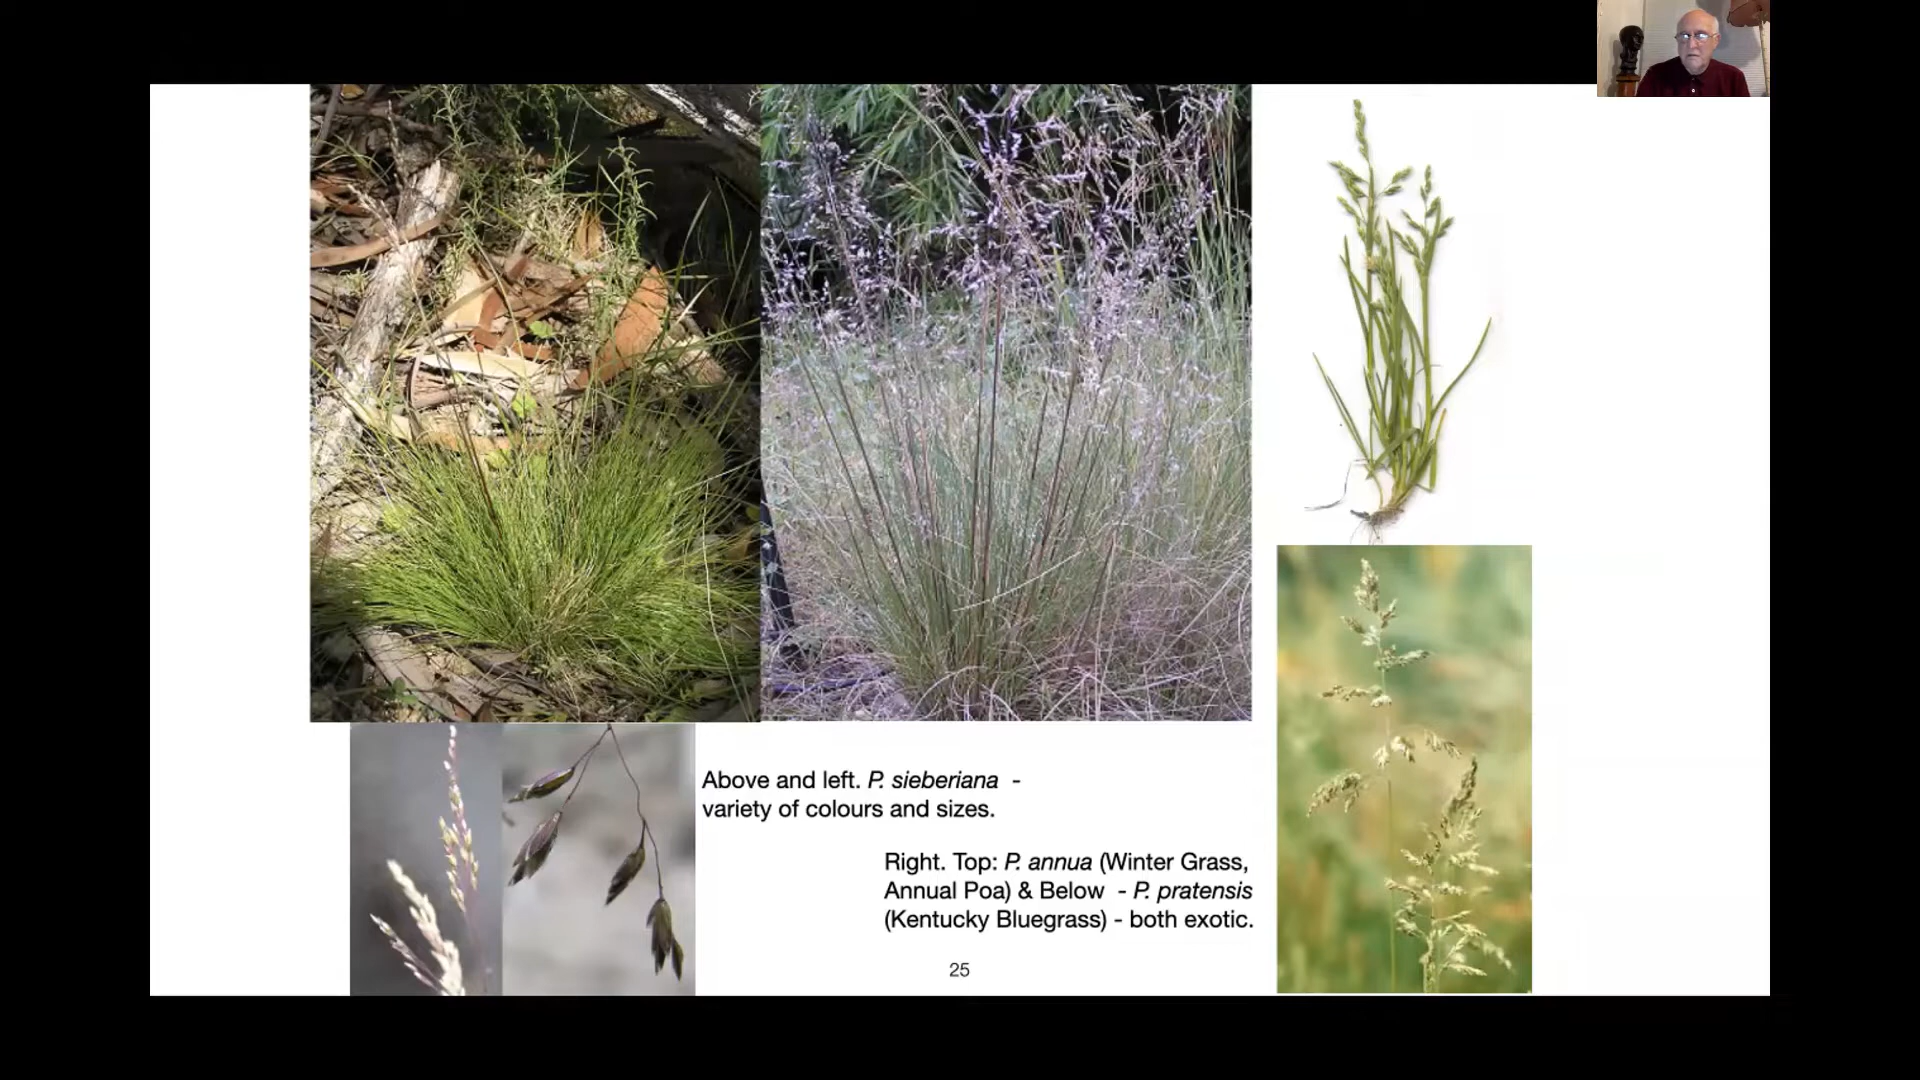 Above and left. P. sieberiana -
variety of colours and sizes.
Right. Top: P. annua (Winter Grass,
Annual Poa) & Below - P. pratensis
(Kentucky Bluegrass) - both exotic.
25